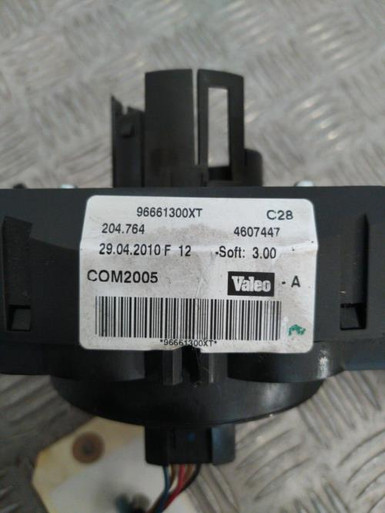 96661300XT C28
204.764 4607447
29.04.2010 F 12 -Soft: 3.00
COM2005 Valeo - A
*96661300XT*